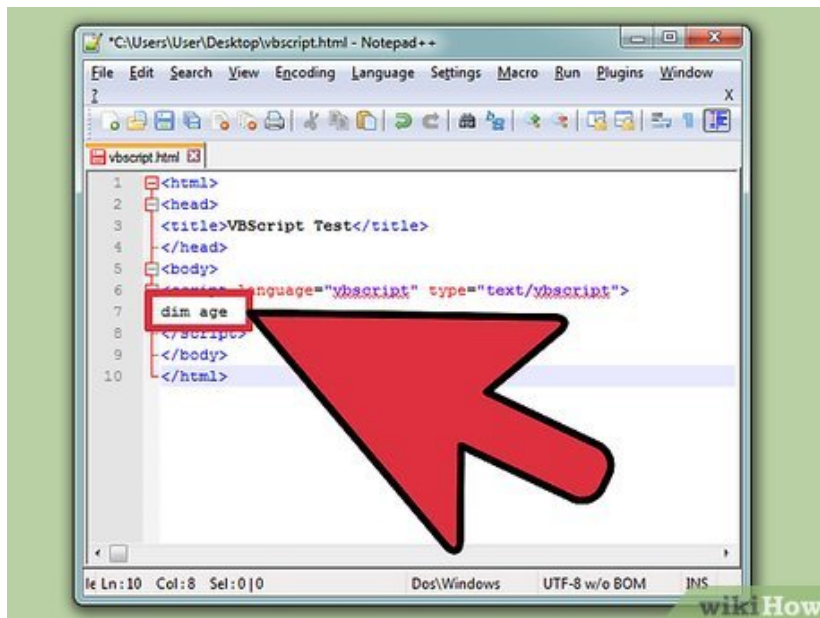 *C:\Users\User\Desktop\vbscript.html - Notepad++
File Edit Search View Encoding Language Settings Macro Run Plugins Window
? X
vbscript.html
1 <html>
2 <head>
3 <title>VBScript Test</title>
4 </head>
5 <body>
6 language="vbscript" type="text/vbscript">
7 dim age
8 </script>
9 </body>
10 </html>
le Ln:10 Col:8 Sel:0|0 Dos\Windows UTF-8 w/o BOM INS
wikiHow